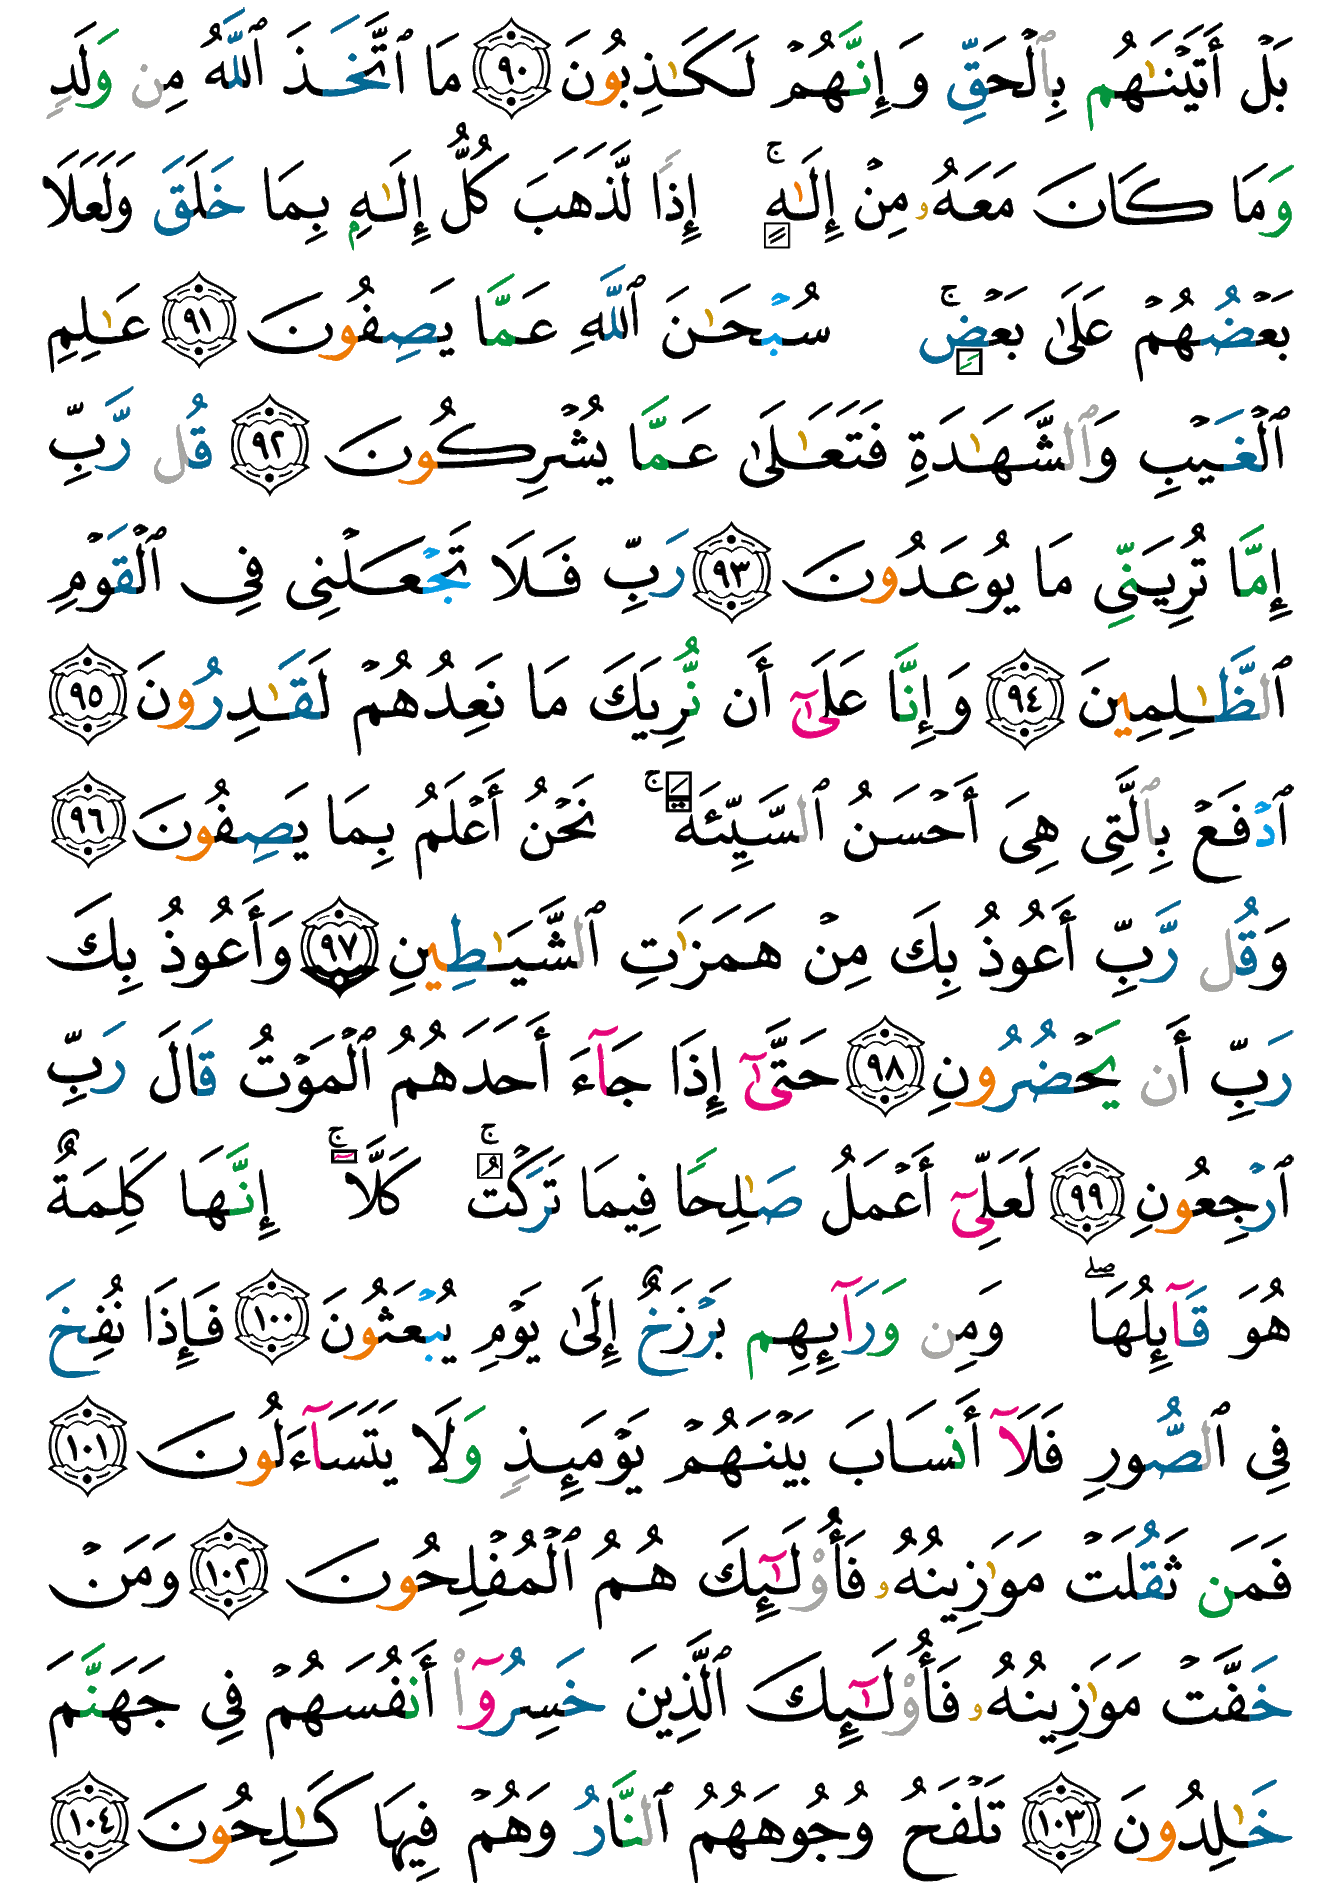 بَلْ أَتَيْنَـٰهُم بِٱلْحَقِّ وَإِنَّهُمْ لَكَـٰذِبُونَ ٩٠ مَا ٱتَّخَذَ ٱللَّهُ مِن وَلَدٍ
وَمَا كَانَ مَعَهُۥ مِنْ إِلَـٰهٍ ۚ إِذًا لَّذَهَبَ كُلُّ إِلَـٰهٍۭ بِمَا خَلَقَ وَلَعَلَا
بَعْضُهُمْ عَلَىٰ بَعْضٍ ۚ سُبْحَـٰنَ ٱللَّهِ عَمَّا يَصِفُونَ ٩١ عَـٰلِمِ
ٱلْغَيْبِ وَٱلشَّهَـٰدَةِ فَتَعَـٰلَىٰ عَمَّا يُشْرِكُونَ ٩٢ قُل رَّبِّ
إِمَّا تُرِيَنِّى مَا يُوعَدُونَ ٩٣ رَبِّ فَلَا تَجْعَلْنِى فِى ٱلْقَوْمِ
ٱلظَّـٰلِمِينَ ٩٤ وَإِنَّا عَلَىٰٓ أَن نُّرِيَكَ مَا نَعِدُهُمْ لَقَـٰدِرُونَ ٩٥
ٱدْفَعْ بِٱلَّتِى هِىَ أَحْسَنُ ٱلسَّيِّئَةَ ۚ نَحْنُ أَعْلَمُ بِمَا يَصِفُونَ ٩٦
وَقُل رَّبِّ أَعُوذُ بِكَ مِنْ هَمَزَٰتِ ٱلشَّيَـٰطِينِ ٩٧ وَأَعُوذُ بِكَ
رَبِّ أَن يَحْضُرُونِ ٩٨ حَتَّىٰٓ إِذَا جَآءَ أَحَدَهُمُ ٱلْمَوْتُ قَالَ رَبِّ
ٱرْجِعُونِ ٩٩ لَعَلِّىٓ أَعْمَلُ صَـٰلِحًا فِيمَا تَرَكْتُ ۚ كَلَّآ ۚ إِنَّهَا كَلِمَةٌ
هُوَ قَآئِلُهَا ۖ وَمِن وَرَآئِهِم بَرْزَخٌ إِلَىٰ يَوْمِ يُبْعَثُونَ ١٠٠ فَإِذَا نُفِخَ
فِى ٱلصُّورِ فَلَآ أَنسَابَ بَيْنَهُمْ يَوْمَئِذٍ وَلَا يَتَسَآءَلُونَ ١٠١
فَمَن ثَقُلَتْ مَوَٰزِينُهُۥ فَأُو۟لَـٰٓئِكَ هُمُ ٱلْمُفْلِحُونَ ١٠٢ وَمَنْ
خَفَّتْ مَوَٰزِينُهُۥ فَأُو۟لَـٰٓئِكَ ٱلَّذِينَ خَسِرُوٓا۟ أَنفُسَهُمْ فِى جَهَنَّمَ
خَـٰلِدُونَ ١٠٣ تَلْفَحُ وُجُوهَهُمُ ٱلنَّارُ وَهُمْ فِيهَا كَـٰلِحُونَ ١٠٤